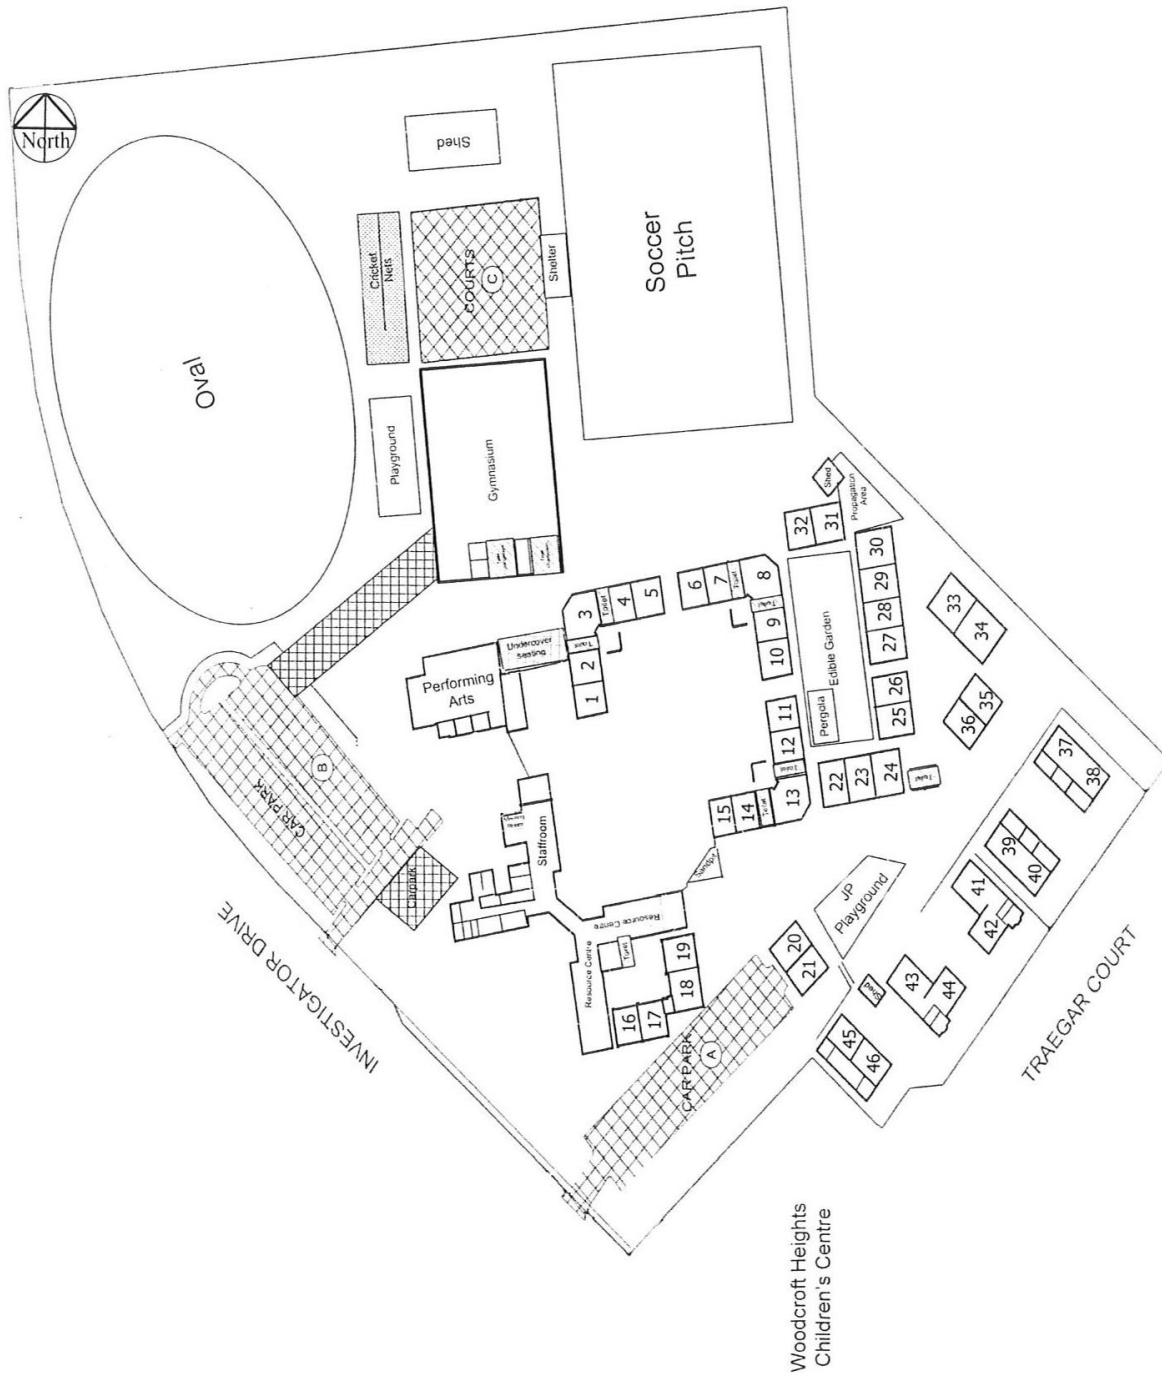 North
Oval
Shed
Cricket
Nets
COURTS
C
Shelter
Soccer
Pitch
Playground
Gymnasium
Undercover
seating
Performing
Arts
3
Toilet
4
5
Toilet
2
1
6
7
Toilet
8
Toilet
9
10
32
31
Shed
Propagation
Area
30
29
28
27
26
25
Edible Garden
Pergola
11
12
Toilet
13
Toilet
14
15
22
23
24
Toilet
33
34
35
36
37
38
39
40
41
42
43
44
45
46
CAR PARK
B
Carpark
Staffroom
Resource Centre
Resource Centre
Toilet
Sandpit
16
17
18
19
20
21
JP
Playground
Shed
CAR PARK
A
INVESTIGATOR DRIVE
TRAEGAR COURT
Woodcroft Heights
Children's Centre